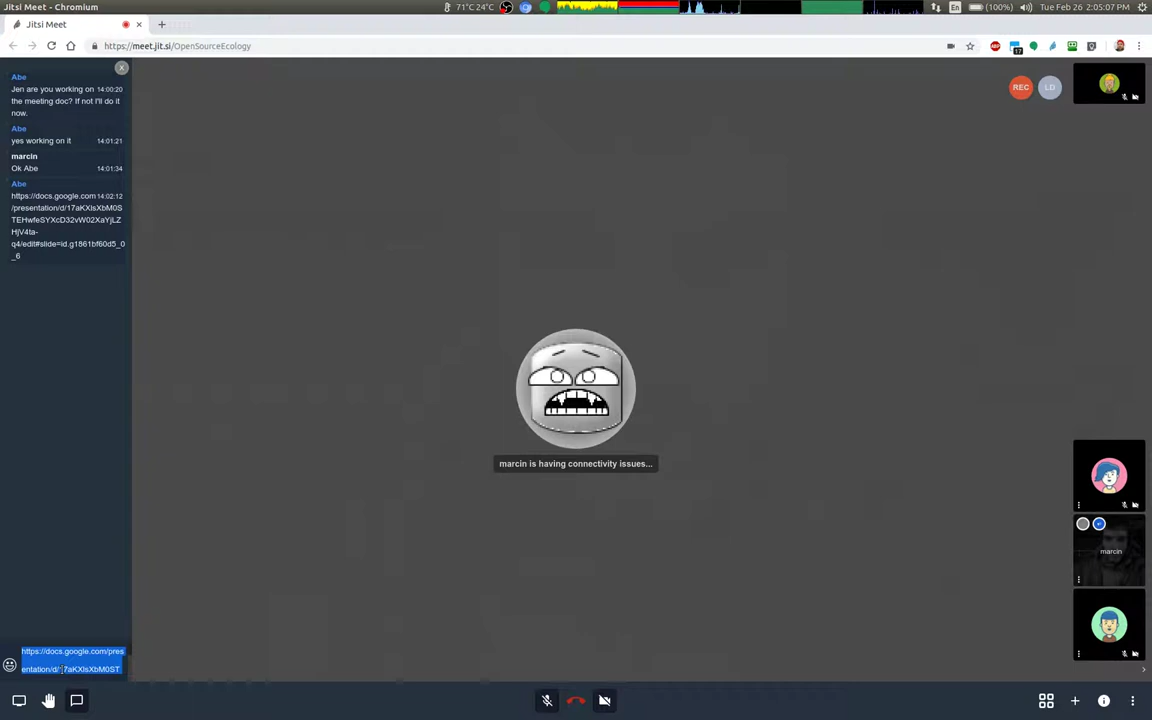 Jitsi Meet - Chromium
71°C 24°C
En
(100%)
Tue Feb 26 2:05:07 PM
Jitsi Meet
https://meet.jit.si/OpenSourceEcology
ABP
17
Abe
Jen are you working on 14:00:20
the meeting doc? If not I'll do it
now.
Abe
yes working on it 14:01:21
marcin
Ok Abe 14:01:34
Abe
https://docs.google.com 14:02:12
/presentation/d/17aKXIsXbM0S
TEHwfeSYXcD32vW02XaYjLZ
HjV4ta-
q4/edit#slide=id.g1861bf60d5_0
_6
REC
LD
marcin is having connectivity issues...
marcin
https://docs.google.com/pres
entation/d/17aKXIsXbM0ST